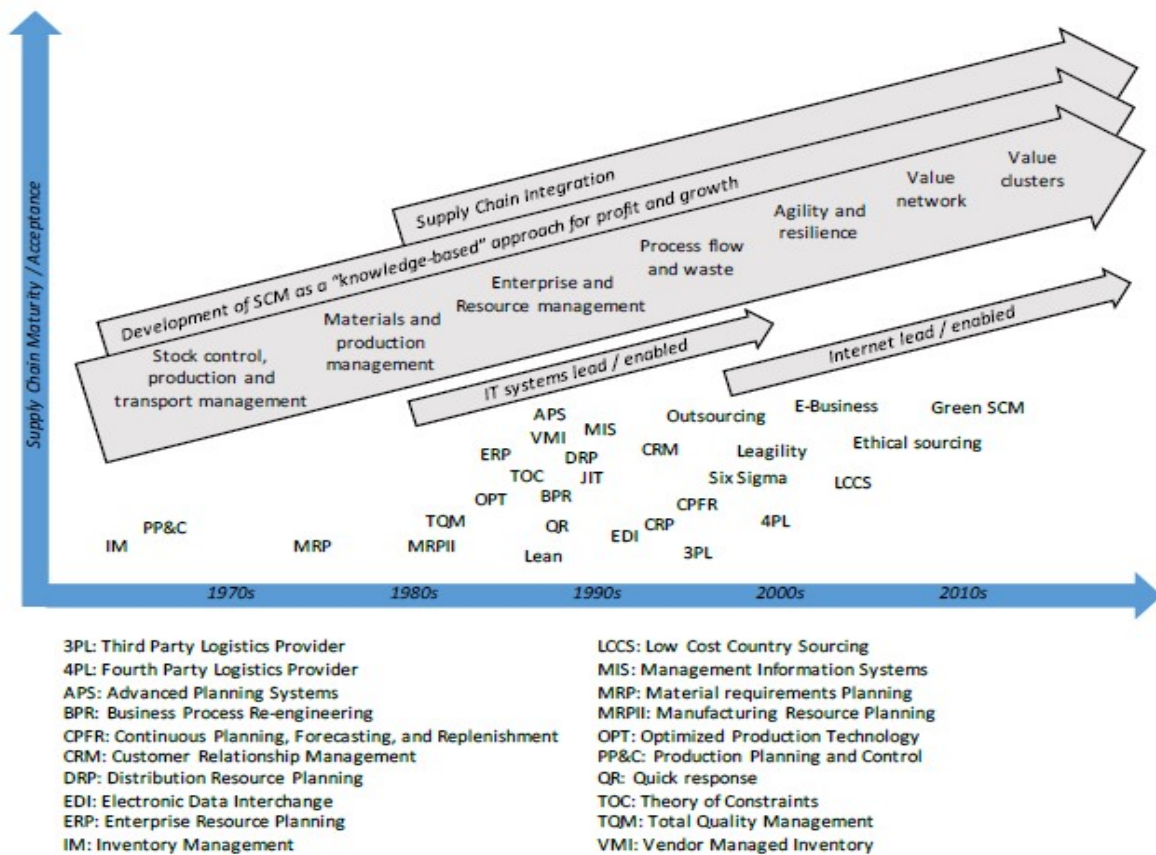 Supply Chain Maturity / Acceptance
Supply Chain Integration
Development of SCM as a "knowledge-based" approach for profit and growth
Stock control,
production and
transport management
Materials and
production
management
Enterprise and
Resource management
Process flow
and waste
Agility and
resilience
Value
network
Value
clusters
IT systems lead / enabled
Internet lead / enabled
APS
MIS
Outsourcing
E-Business
Green SCM
VMI
ERP
DRP
CRM
Leagility
Ethical sourcing
TOC
JIT
Six Sigma
LCCS
OPT
BPR
CPFR
PP&C
TQM
QR
EDI
CRP
4PL
IM
MRP
MRPII
Lean
3PL
1970s 1980s 1990s 2000s 2010s
3PL: Third Party Logistics Provider
4PL: Fourth Party Logistics Provider
APS: Advanced Planning Systems
BPR: Business Process Re-engineering
CPFR: Continuous Planning, Forecasting, and Replenishment
CRM: Customer Relationship Management
DRP: Distribution Resource Planning
EDI: Electronic Data Interchange
ERP: Enterprise Resource Planning
IM: Inventory Management
LCCS: Low Cost Country Sourcing
MIS: Management Information Systems
MRP: Material requirements Planning
MRPII: Manufacturing Resource Planning
OPT: Optimized Production Technology
PP&C: Production Planning and Control
QR: Quick response
TOC: Theory of Constraints
TQM: Total Quality Management
VMI: Vendor Managed Inventory